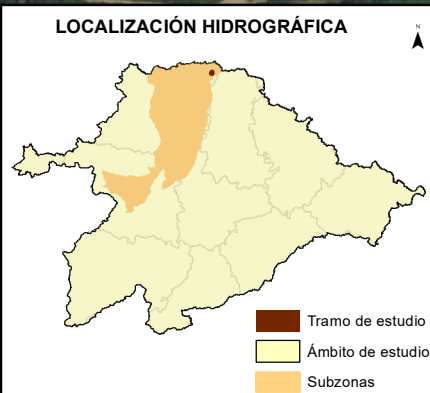 LOCALIZACIÓN HIDROGRÁFICA
N
Tramo de estudio
Ámbito de estudio
Subzonas